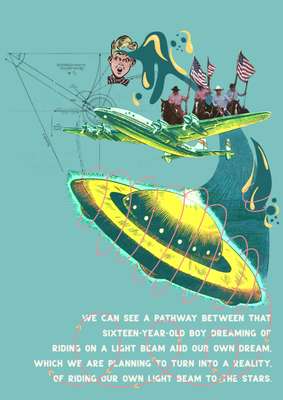 WE CAN SEE A PATHWAY BETWEEN THAT
SIXTEEN-YEAR-OLD BOY DREAMING OF
RIDING ON A LIGHT BEAM AND OUR OWN DREAM,
WHICH WE ARE PLANNING TO TURN INTO A REALITY,
OF RIDING OUR OWN LIGHT BEAM TO THE STARS.